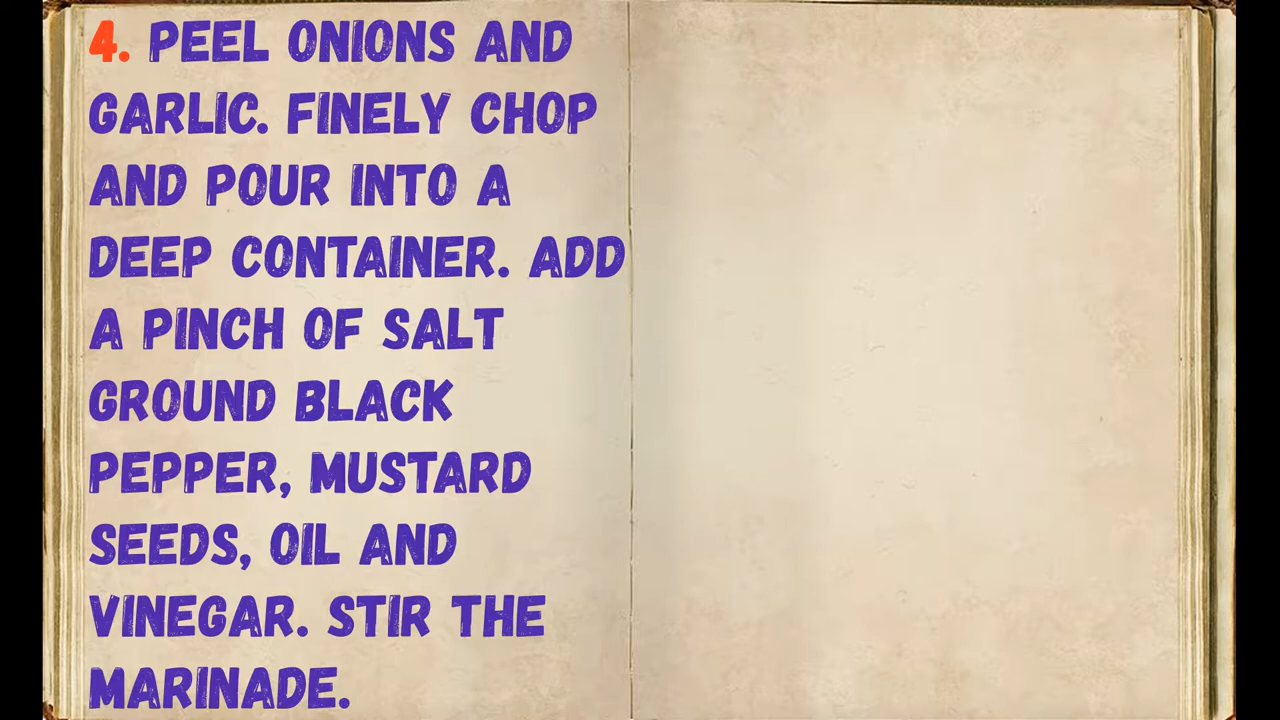 4. PEEL ONIONS AND
GARLIC. FINELY CHOP
AND POUR INTO A
DEEP CONTAINER. ADD
A PINCH OF SALT
GROUND BLACK
PEPPER, MUSTARD
SEEDS, OIL AND
VINEGAR. STIR THE
MARINADE.